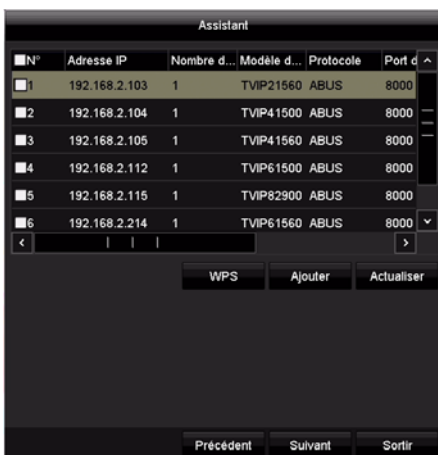 Assistant
N° Adresse IP Nombre d... Modèle d... Protocole Port d
1 192.168.2.103 1 TVIP21560 ABUS 8000
2 192.168.2.104 1 TVIP41500 ABUS 8000
3 192.168.2.105 1 TVIP41560 ABUS 8000
4 192.168.2.112 1 TVIP61500 ABUS 8000
5 192.168.2.115 1 TVIP82900 ABUS 8000
6 192.168.2.214 1 TVIP61560 ABUS 8000
WPS Ajouter Actualiser
Précédent Suivant Sortir